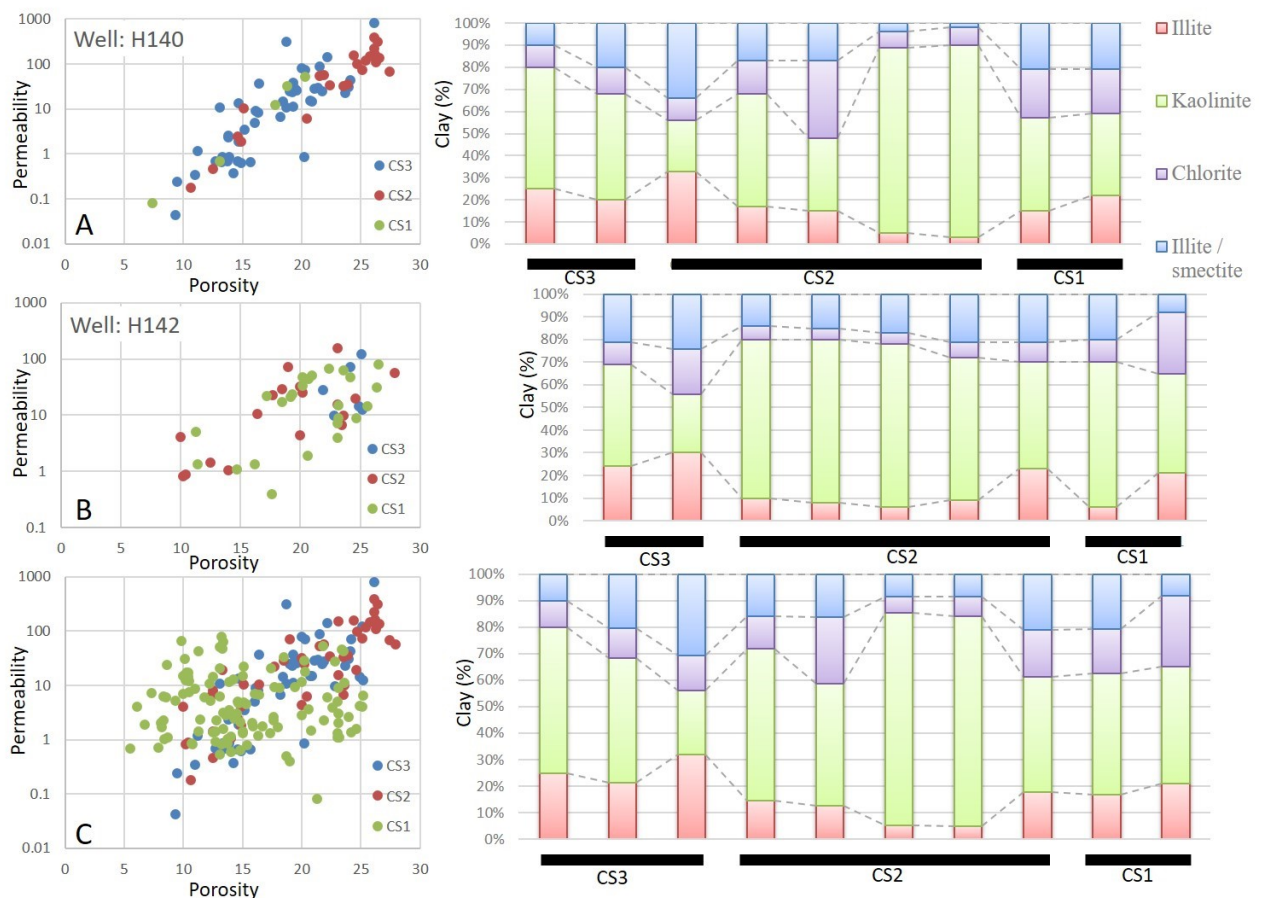 Well: H140
A
Permeability
1000
100
10
1
0.1
0.01
0 5 10 15 20 25 30
Porosity
CS3
CS2
CS1
Clay (%)
100%
90%
80%
70%
60%
50%
40%
30%
20%
10%
0%
CS3 CS2 CS1
Illite
Kaolinite
Chlorite
Illite /
smectite
Well: H142
B
Permeability
1000
100
10
1
0.1
0 5 10 15 20 25 30
Porosity
CS3
CS2
CS1
Clay (%)
100%
90%
80%
70%
60%
50%
40%
30%
20%
10%
0%
CS3 CS2 CS1
C
Permeability
1000
100
10
1
0.1
0.01
0 5 10 15 20 25 30
Porosity
CS3
CS2
CS1
Clay (%)
100%
90%
80%
70%
60%
50%
40%
30%
20%
10%
0%
CS3 CS2 CS1